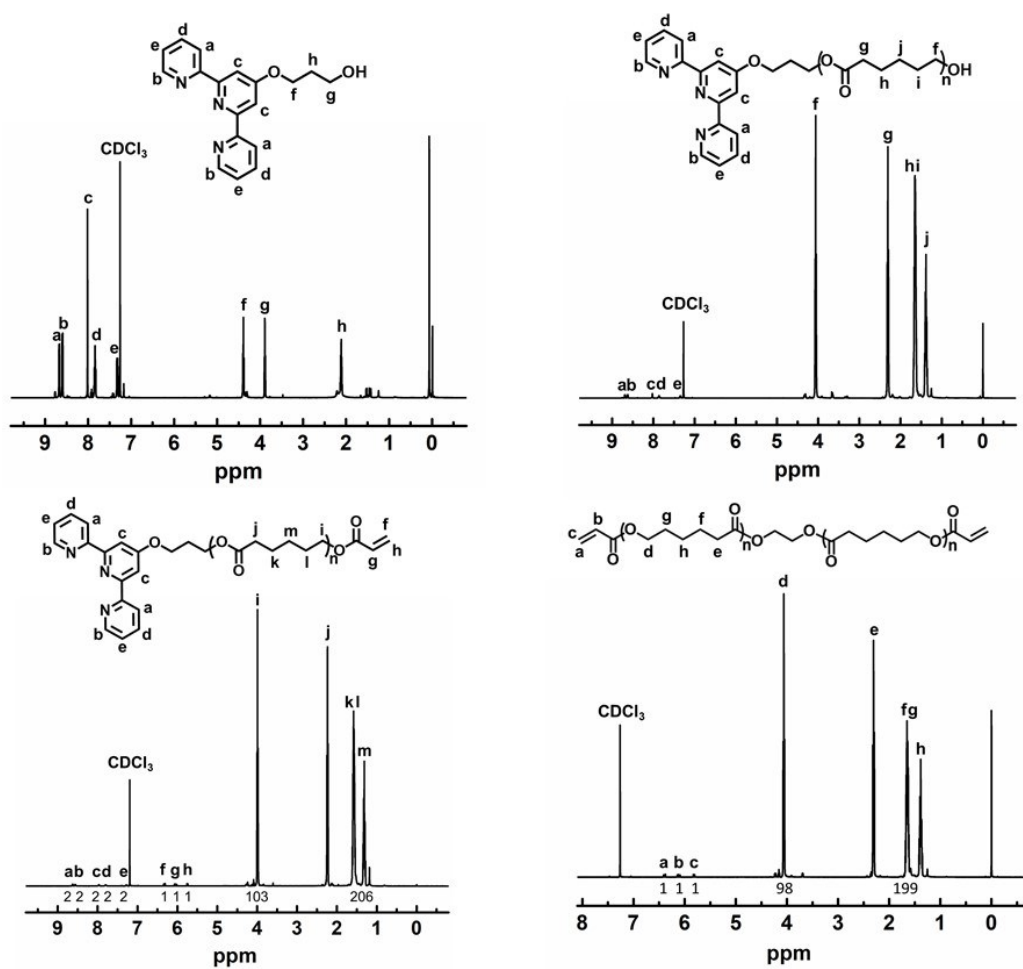 d
e a c h
b N O f g OH
N c
N a
b d
e
CDCl3
c
b
a d e
f g h
9 8 7 6 5 4 3 2 1 0
ppm
d
e a c g j f
b N O ( O ) n OH
N c O h i
N a
b d
e
f
g
h i
j
CDCl3
ab cd e
9 8 7 6 5 4 3 2 1 0
ppm
d
e a c j m i O f
b N O ( O ) n O h
N c O k l g
N a
b d
e
i
j
k l
m
CDCl3
ab cd e f g h
2 2 2 2 2 1 1 1 103 206
9 8 7 6 5 4 3 2 1 0
ppm
c b g f O O
a ( O ) n O O ( O ) n
O d h e O O
d
e
CDCl3
fg
h
a b c
1 1 1 98 199
8 7 6 5 4 3 2 1 0
ppm